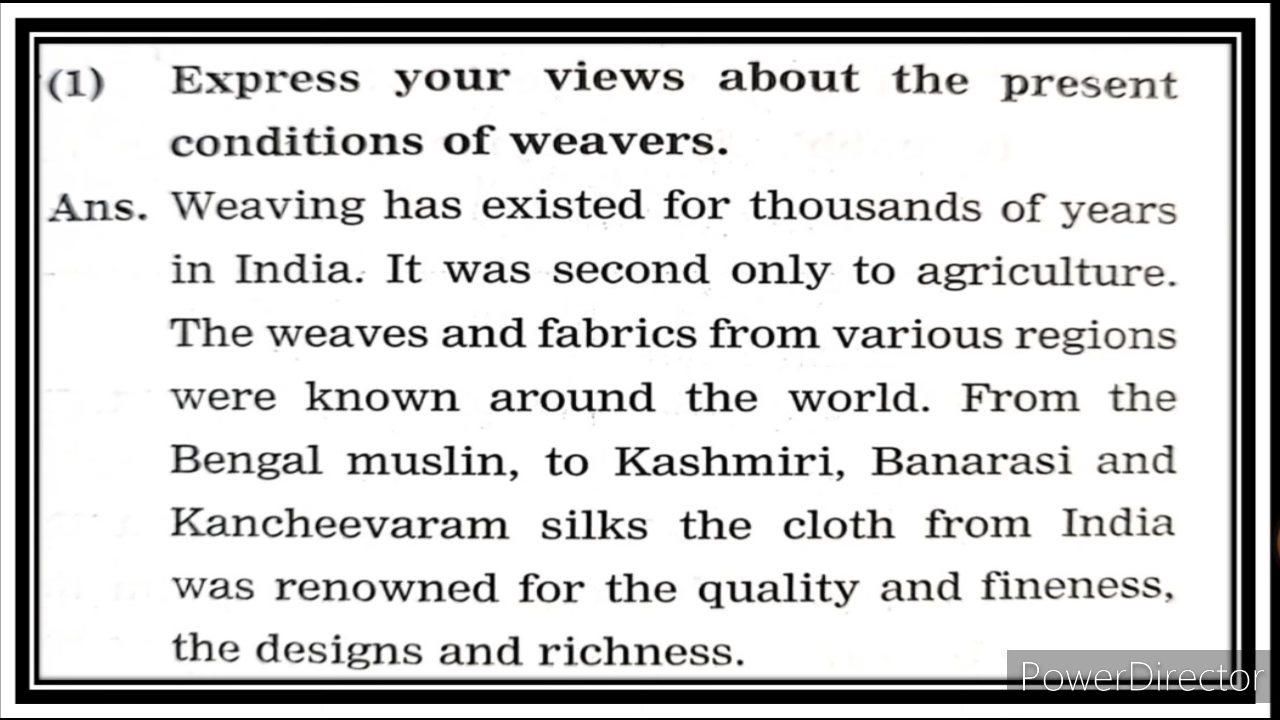 (1) Express your views about the present
conditions of weavers.
Ans. Weaving has existed for thousands of years
in India. It was second only to agriculture.
The weaves and fabrics from various regions
were known around the world. From the
Bengal muslin, to Kashmiri, Banarasi and
Kancheevaram silks the cloth from India
was renowned for the quality and fineness,
the designs and richness.
PowerDirector